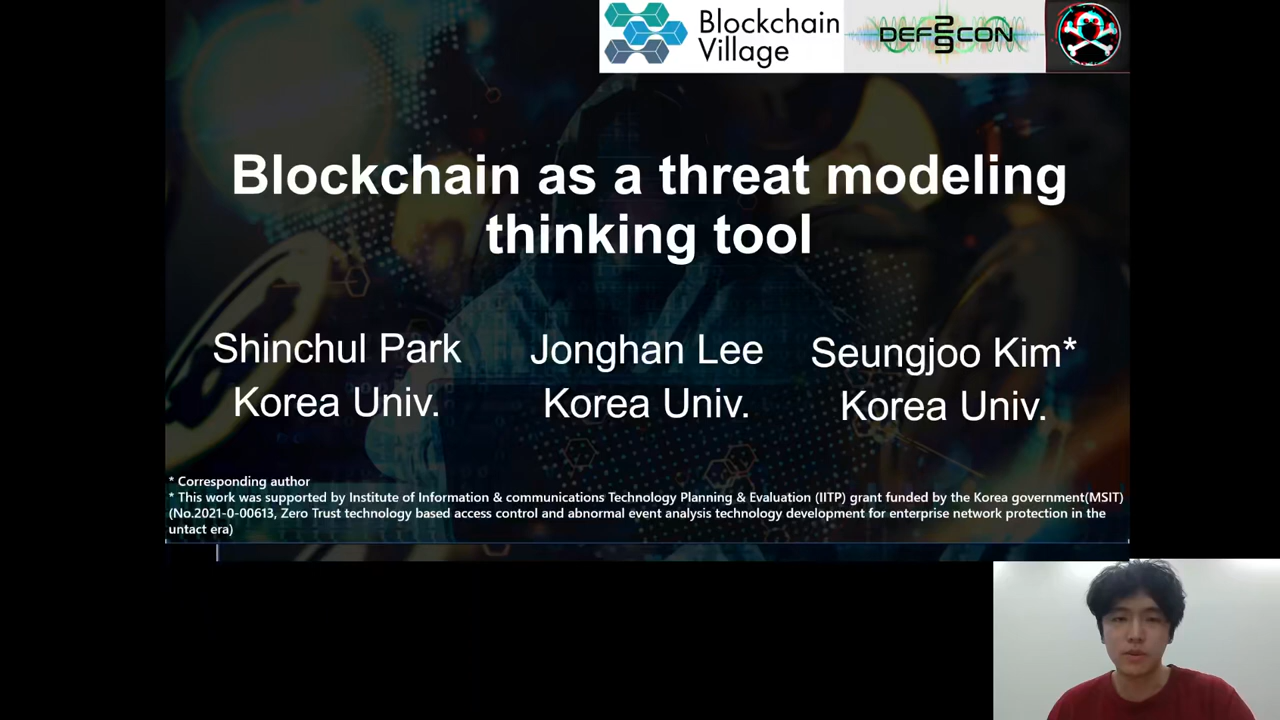 Blockchain
Village
DEF29CON
Blockchain as a threat modeling
thinking tool
Shinchul Park
Korea Univ.
Jonghan Lee
Korea Univ.
Seungjoo Kim*
Korea Univ.
* Corresponding author
* This work was supported by Institute of Information & communications Technology Planning & Evaluation (IITP) grant funded by the Korea government(MSIT)
(No.2021-0-00613, Zero Trust technology based access control and abnormal event analysis technology development for enterprise network protection in the
untact era)